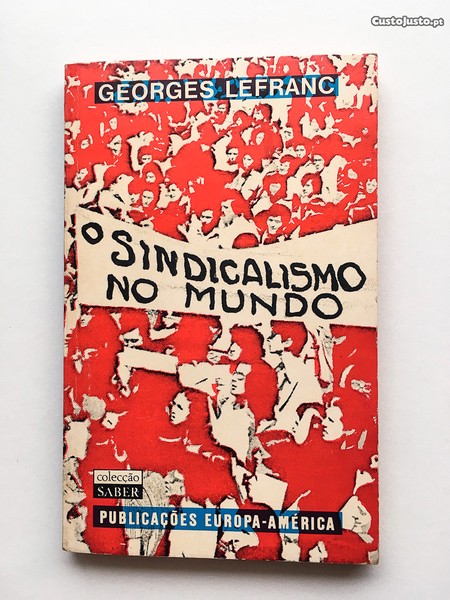 CustoJusto.pt
GEORGES LEFRANC
O SINDICALISMO
NO MUNDO
colecção
SABER
PUBLICAÇÕES EUROPA-AMÉRICA